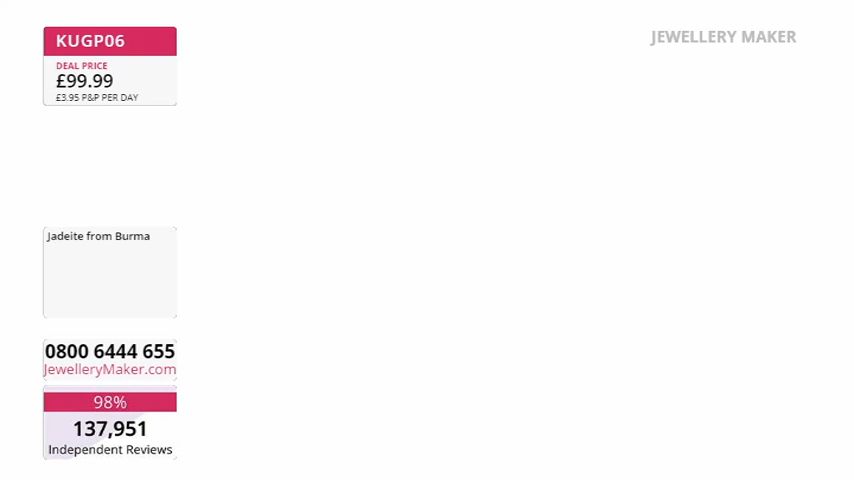 KUGP06
JEWELLERY MAKER
DEAL PRICE
£99.99
£3.95 P&P PER DAY
Jadeite from Burma
0800 6444 655
JewelleryMaker.com
98%
137,951
Independent Reviews